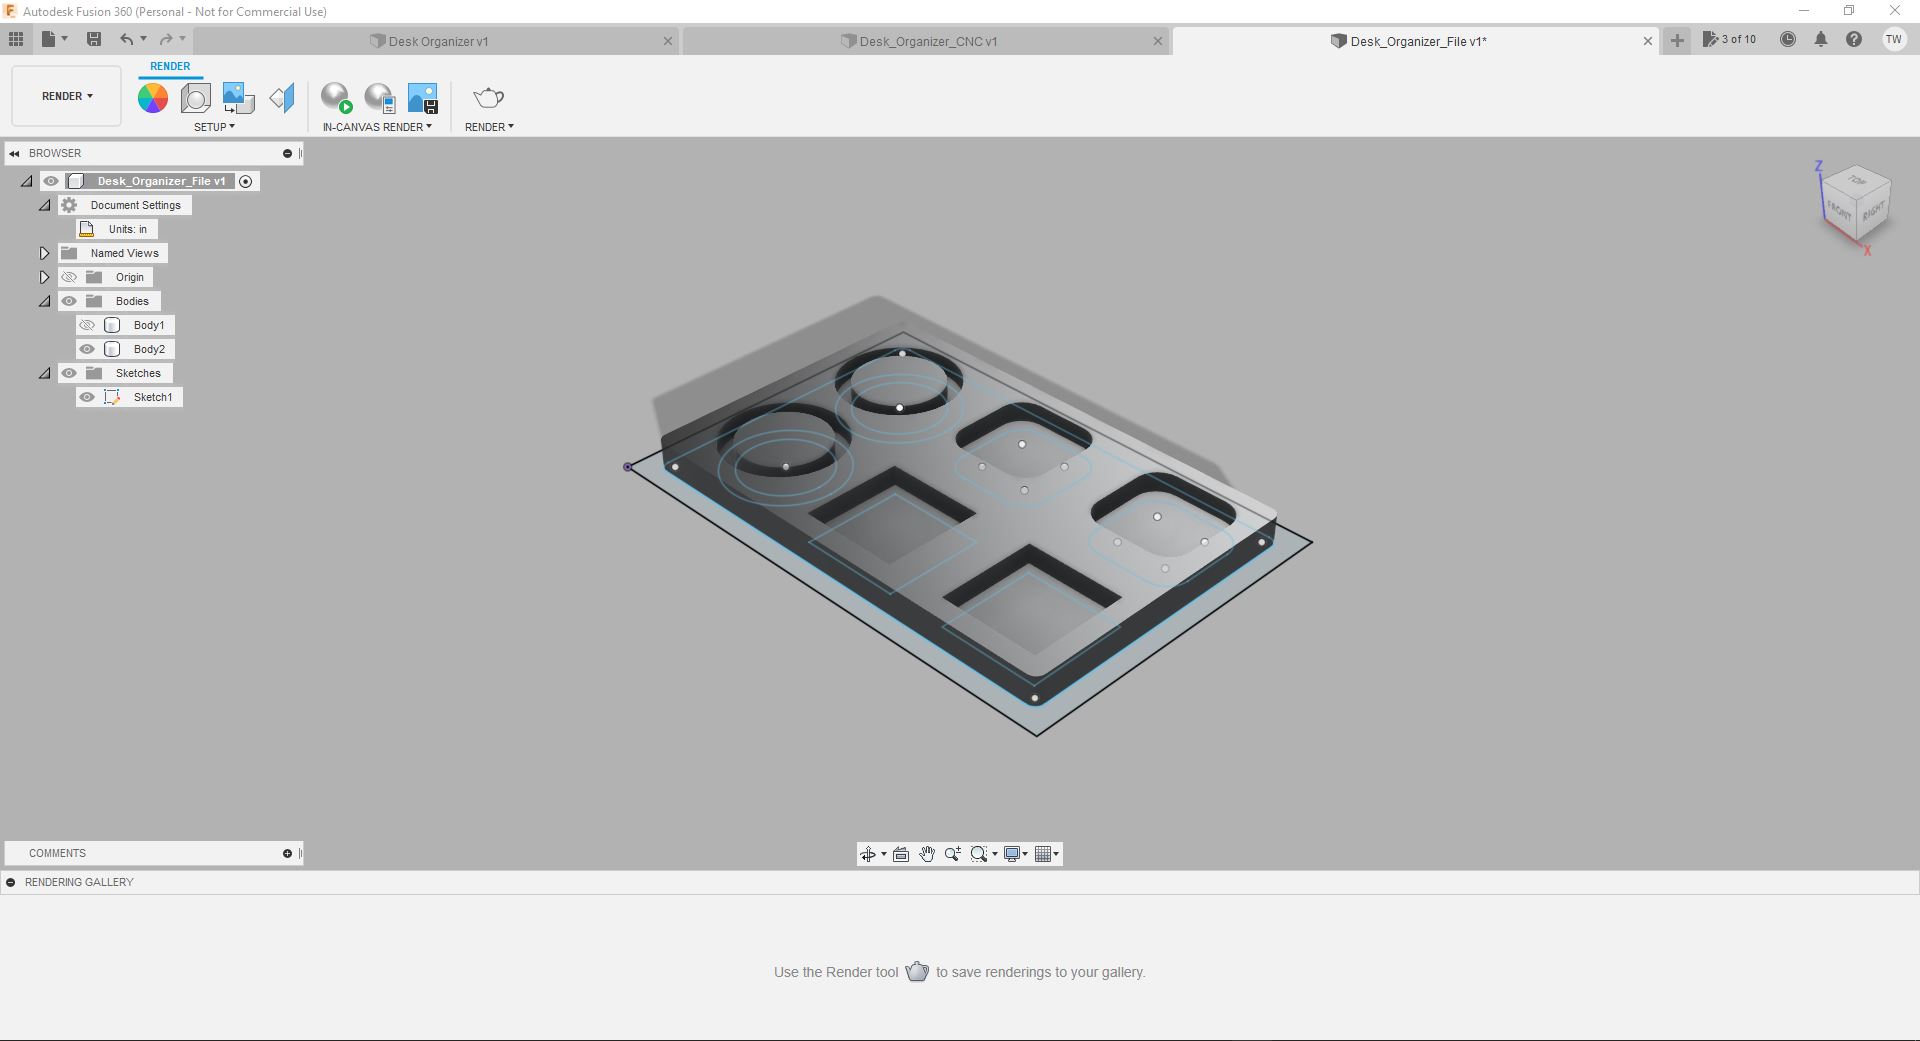 Autodesk Fusion 360 (Personal - Not for Commercial Use)
Desk Organizer v1
Desk_Organizer_CNC v1
Desk_Organizer_File v1*
3 of 10
TW
RENDER
RENDER
SETUP
IN-CANVAS RENDER
RENDER
BROWSER
Desk_Organizer_File v1
Document Settings
Units: in
Named Views
Origin
Bodies
Body1
Body2
Sketches
Sketch1
Z
TOP
FRONT
RIGHT
X
COMMENTS
RENDERING GALLERY
Use the Render tool to save renderings to your gallery.